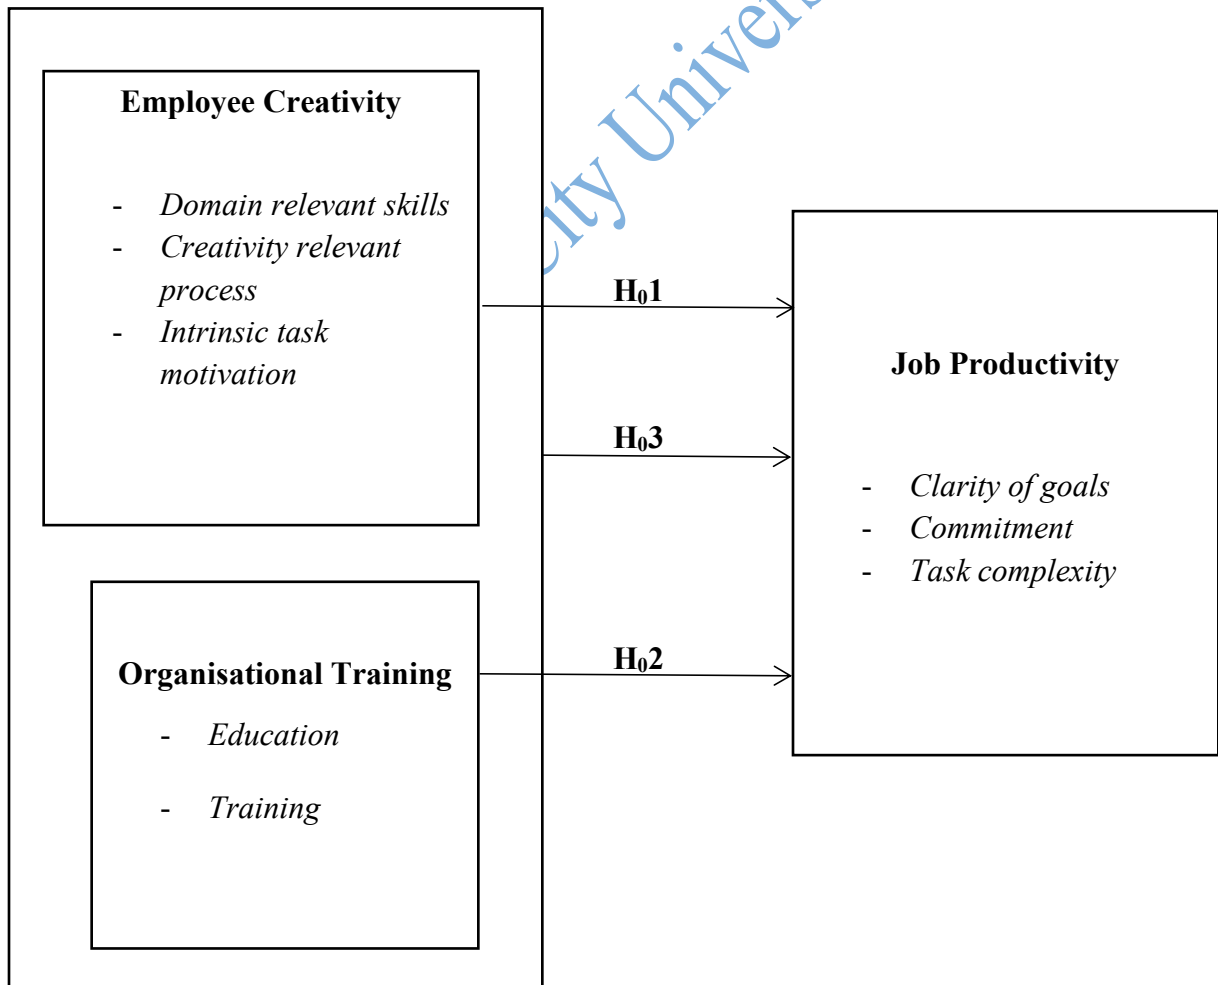 Employee Creativity
- Domain relevant skills
- Creativity relevant
process
- Intrinsic task
motivation
Organisational Training
- Education
- Training
H₀1
H₀3
H₀2
Job Productivity
- Clarity of goals
- Commitment
- Task complexity